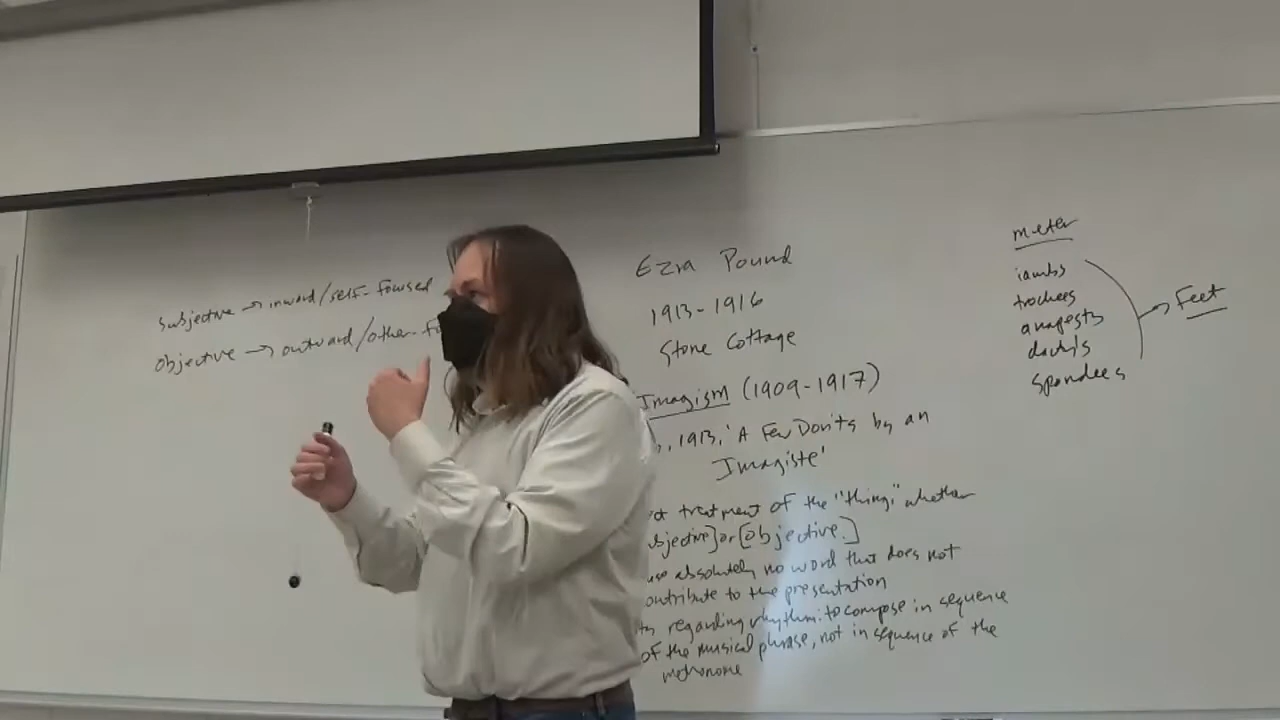 subjective → inward/self-focused
objective → outward/other-
Ezra Pound
1913-1916
Stone Cottage
Imagism (1909-1917)
, 1913, 'A Few Don'ts by an
Imagiste'
treatment of the "thing," whether
or [objective.]
use absolutely no word that does not
contribute to the presentation
regarding rhythm: to compose in sequence
of the musical phrase, not in sequence of the
metronome
meter
iambs
trochees
anapests
dactyls
spondees
→ Feet